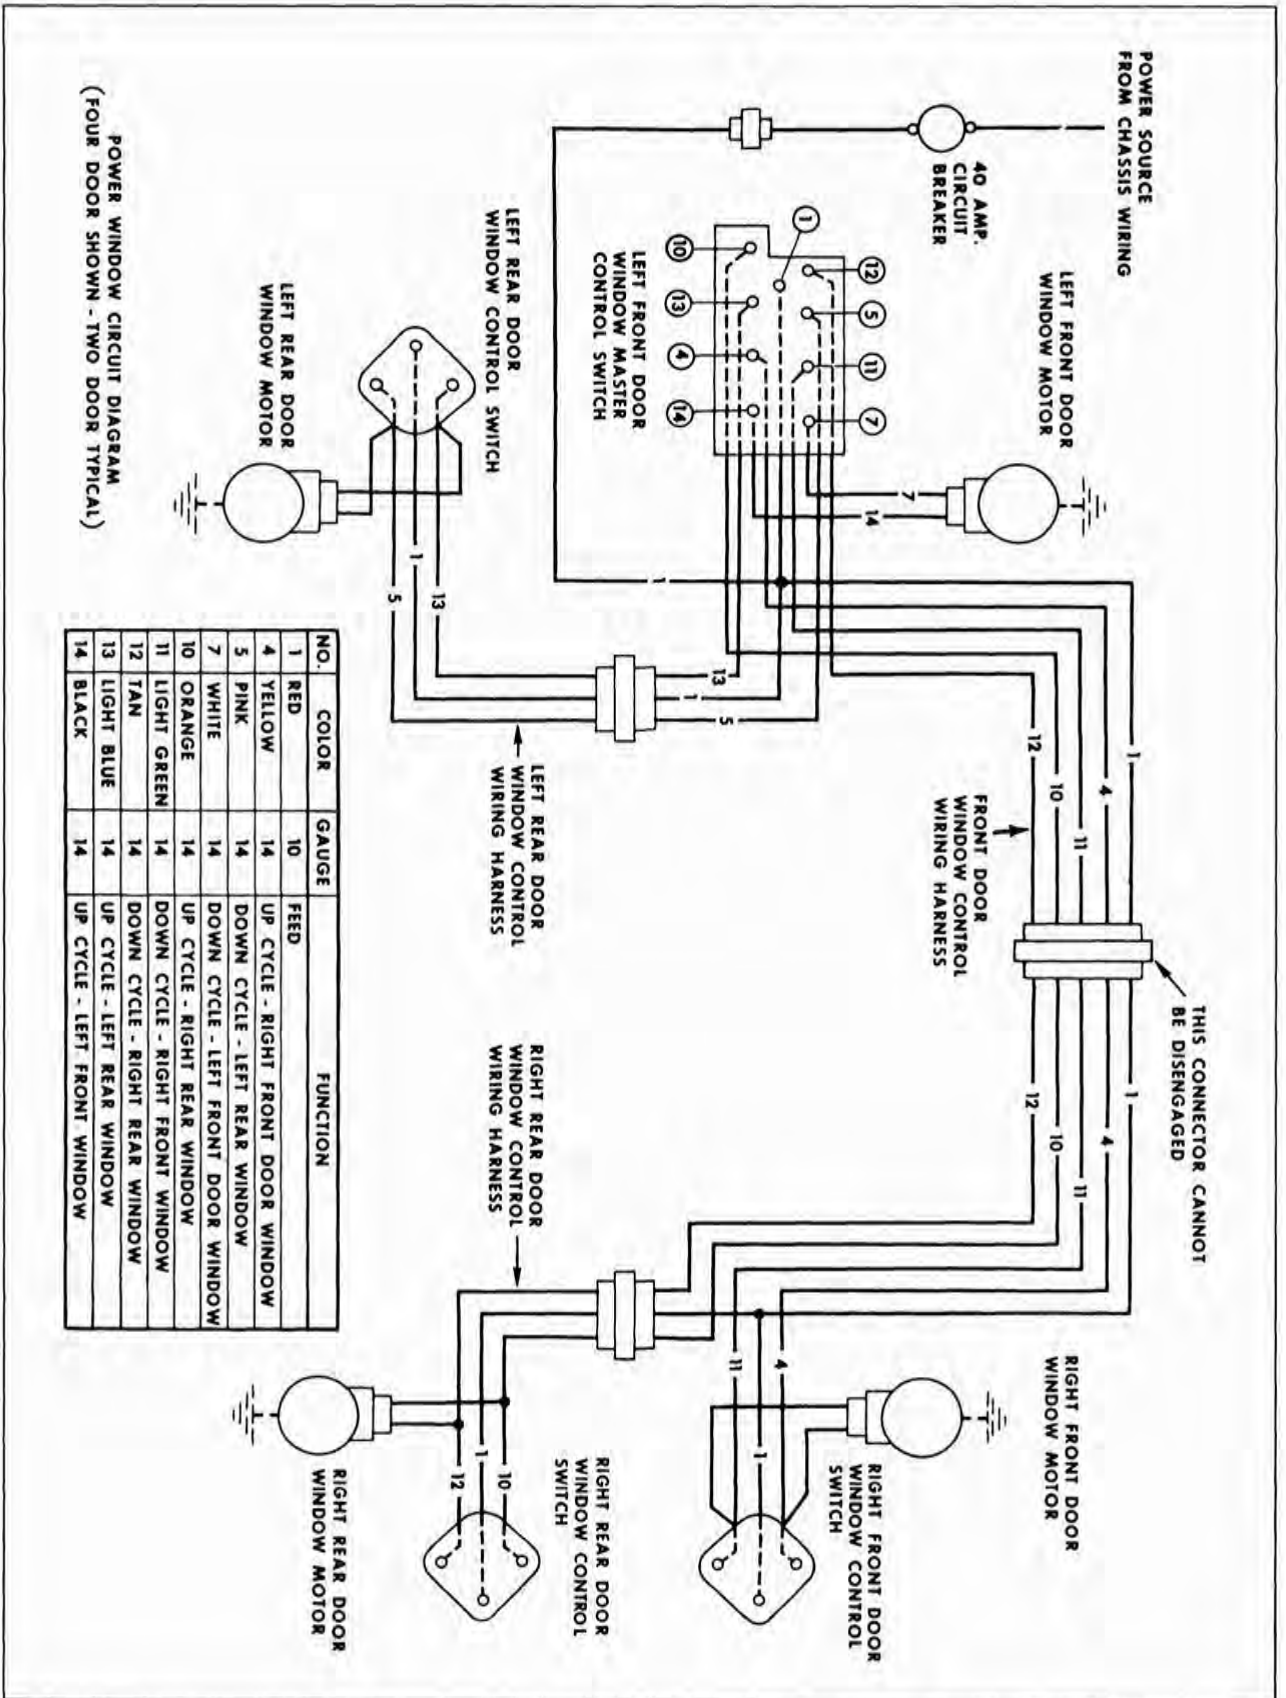 POWER SOURCE
FROM CHASSIS WIRING
40 AMP.
CIRCUIT
BREAKER
LEFT FRONT DOOR
WINDOW MOTOR
1
12
5
11
7
10
13
4
14
LEFT FRONT DOOR
WINDOW MASTER
CONTROL SWITCH
7
14
1
LEFT REAR DOOR
WINDOW CONTROL SWITCH
LEFT REAR DOOR
WINDOW MOTOR
13
1
5
13
1
5
LEFT REAR DOOR
WINDOW CONTROL
WIRING HARNESS
1
4
11
10
12
FRONT DOOR
WINDOW CONTROL
WIRING HARNESS
THIS CONNECTOR CANNOT
BE DISENGAGED
1
4
11
10
12
RIGHT REAR DOOR
WINDOW CONTROL
WIRING HARNESS
RIGHT FRONT DOOR
WINDOW MOTOR
4
1
11
RIGHT FRONT DOOR
WINDOW CONTROL
SWITCH
10
1
12
RIGHT REAR DOOR
WINDOW CONTROL
SWITCH
RIGHT REAR DOOR
WINDOW MOTOR
NO. COLOR GAUGE FUNCTION
1 RED 10 FEED
4 YELLOW 14 UP CYCLE - RIGHT FRONT DOOR WINDOW
5 PINK 14 DOWN CYCLE - LEFT REAR WINDOW
7 WHITE 14 DOWN CYCLE - LEFT FRONT DOOR WINDOW
10 ORANGE 14 UP CYCLE - RIGHT REAR WINDOW
11 LIGHT GREEN 14 DOWN CYCLE - RIGHT FRONT WINDOW
12 TAN 14 DOWN CYCLE - RIGHT REAR WINDOW
13 LIGHT BLUE 14 UP CYCLE - LEFT REAR WINDOW
14 BLACK 14 UP CYCLE - LEFT FRONT WINDOW
POWER WINDOW CIRCUIT DIAGRAM
(FOUR DOOR SHOWN - TWO DOOR TYPICAL)